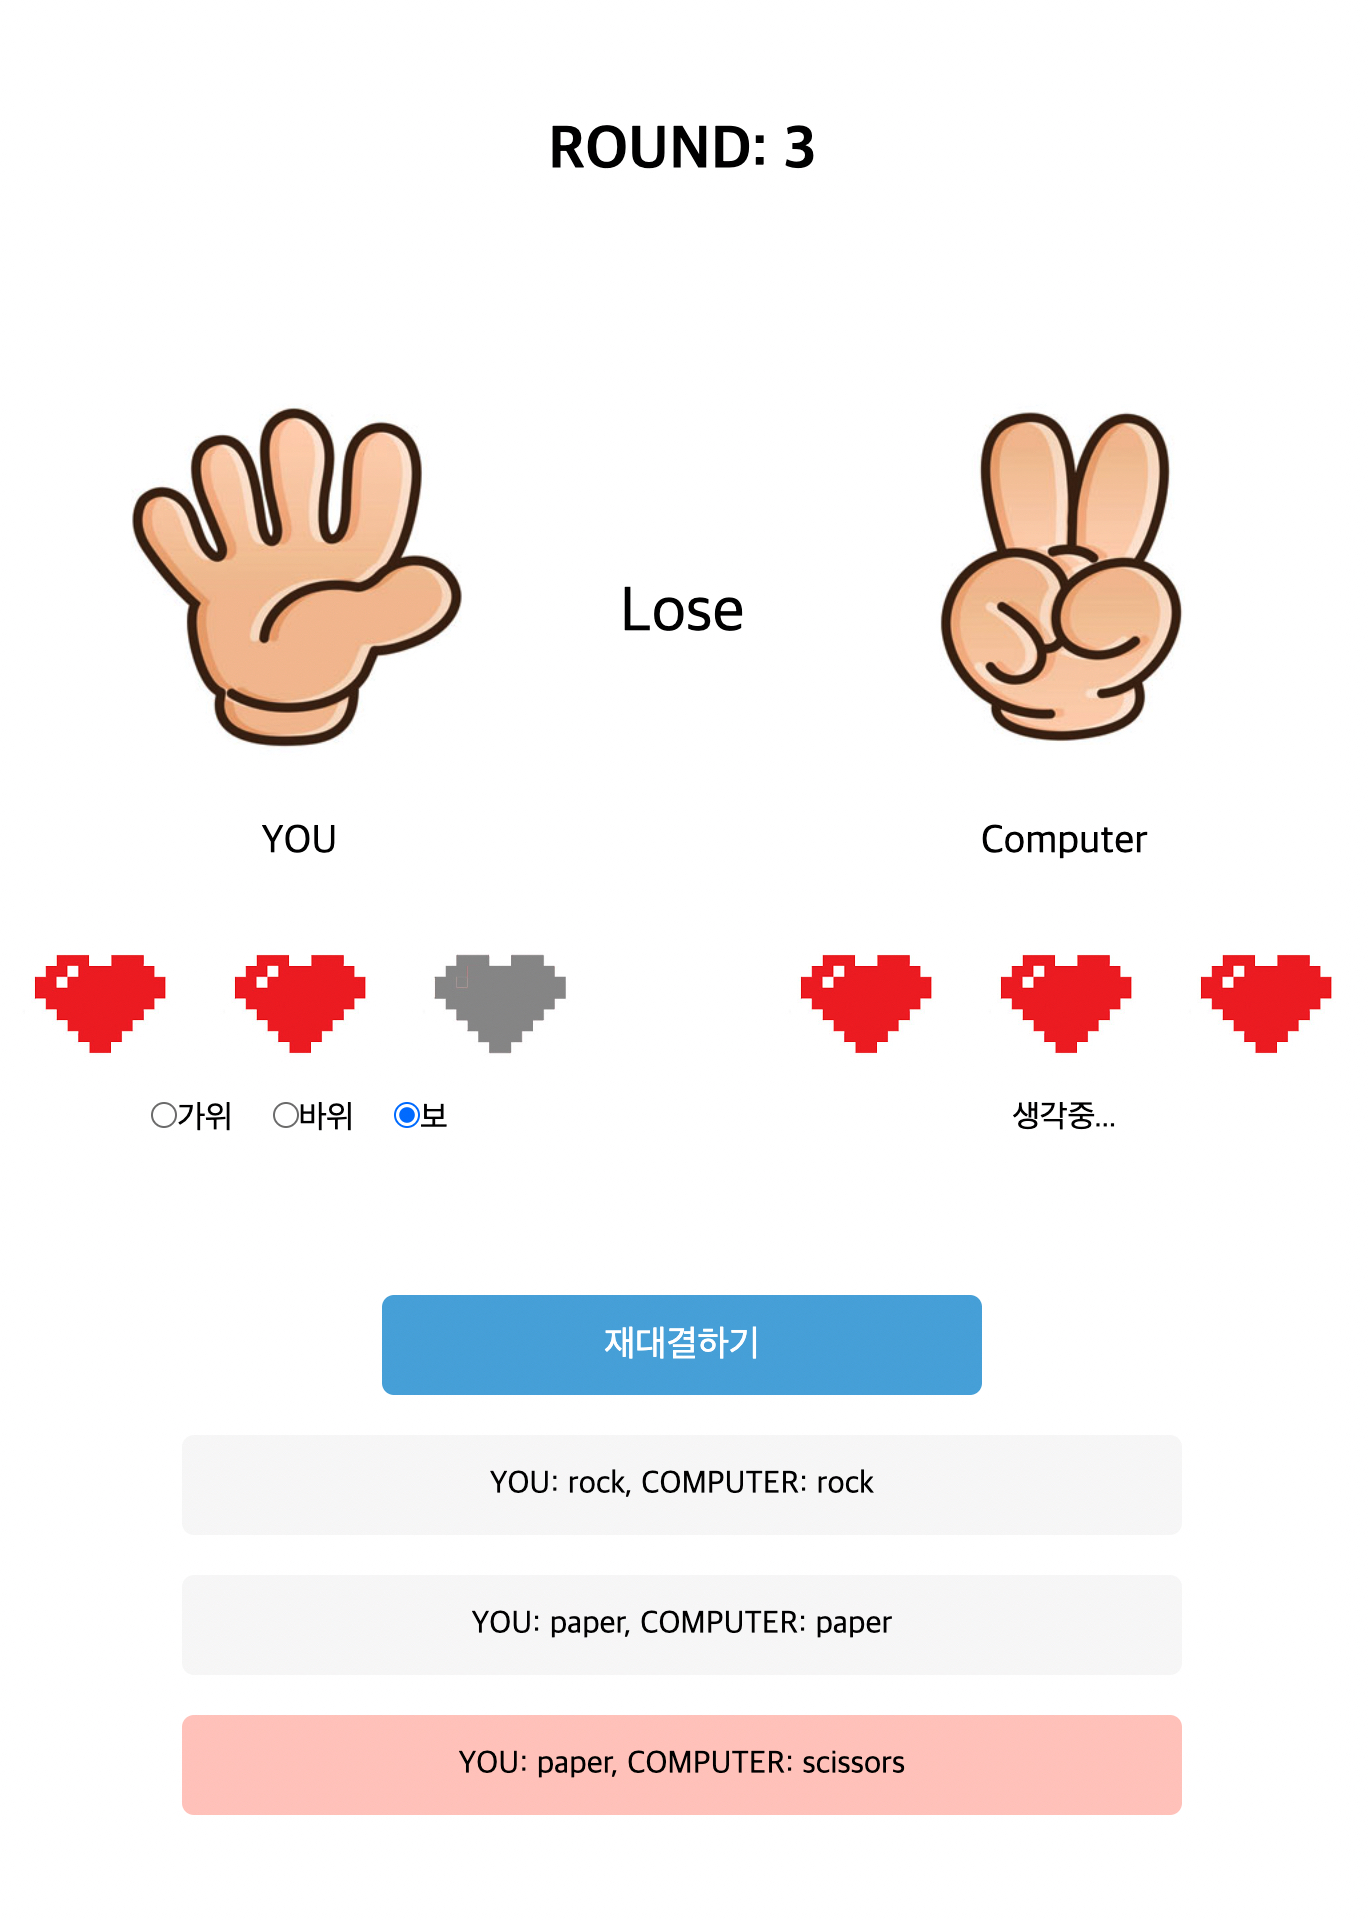 ROUND: 3
Lose
YOU
Computer
가위 바위 보
생각중...
재대결하기
YOU: rock, COMPUTER: rock
YOU: paper, COMPUTER: paper
YOU: paper, COMPUTER: scissors